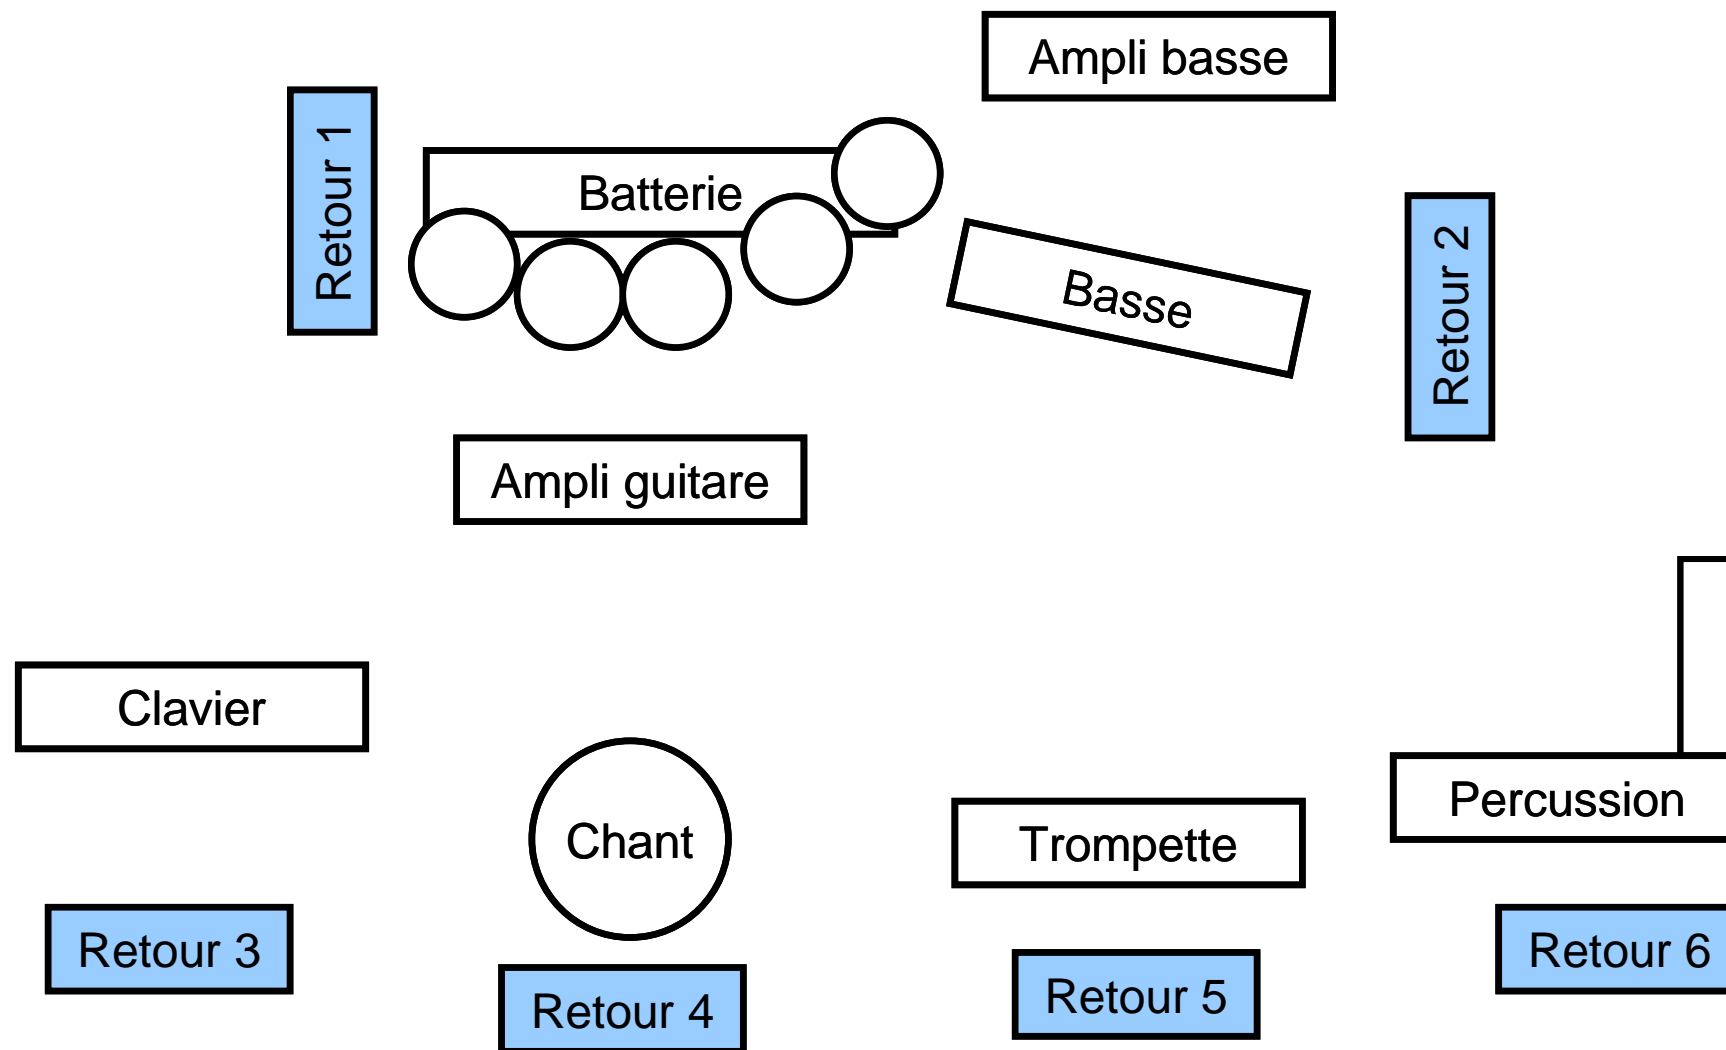 Ampli basse
Retour 1
Batterie
Basse
Retour 2
Ampli guitare
Clavier
Chant
Trompette
Percussion
Retour 3
Retour 4
Retour 5
Retour 6